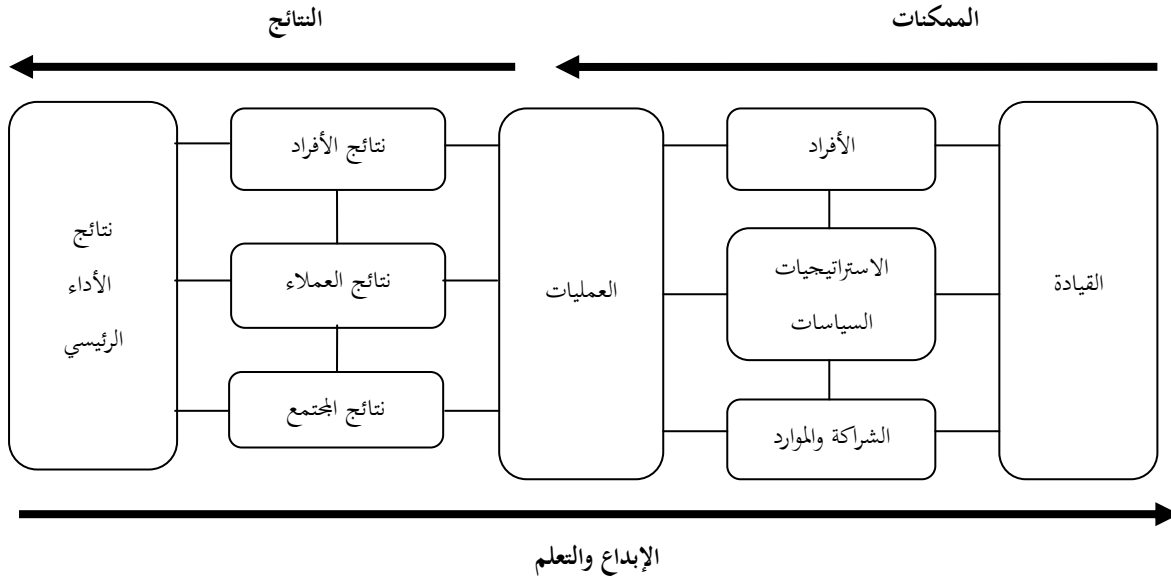 الممكنات
النتائج
القيادة
الأفراد
الاستراتيجيات
السياسات
الشراكة والموارد
العمليات
نتائج الأفراد
نتائج العملاء
نتائج المجتمع
نتائج
الأداء
الرئيسي
الإبداع والتعلم